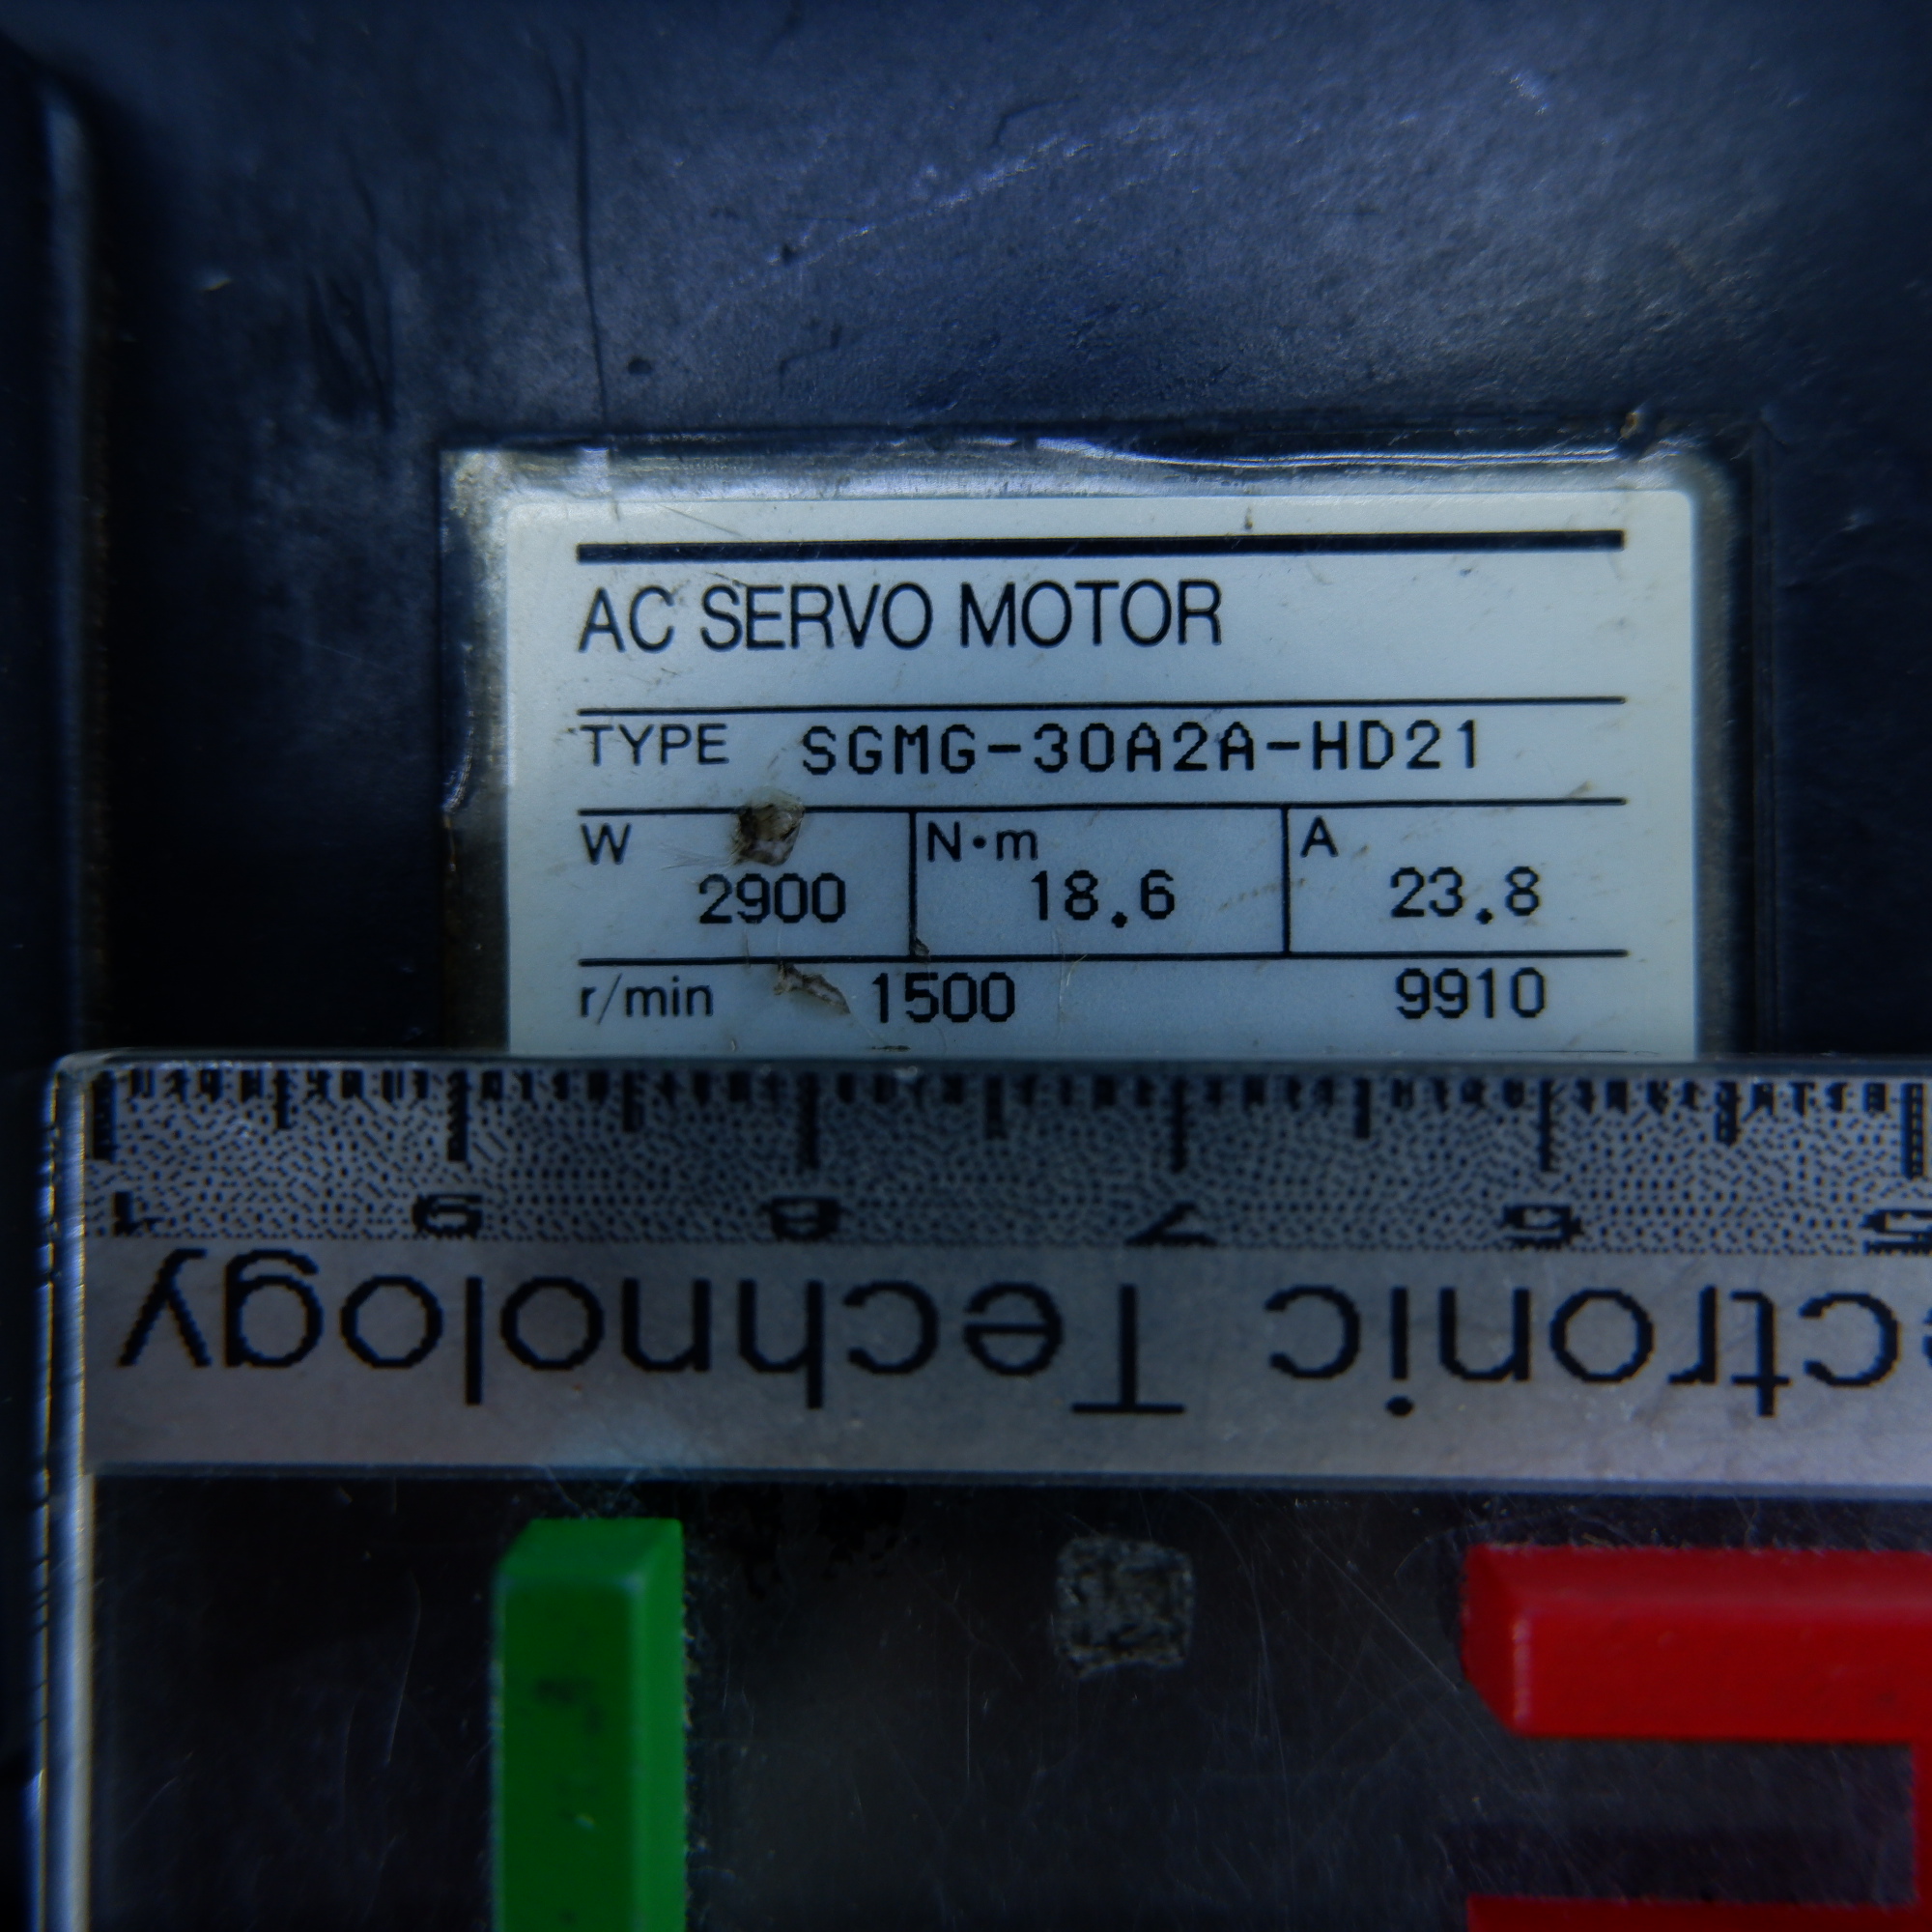 AC SERVO MOTOR
TYPE SGMG-30A2A-HD21
W 2900 N·m 18.6 A 23.8
r/min 1500 9910
1 9 8 7 6 5
ctronic Technology